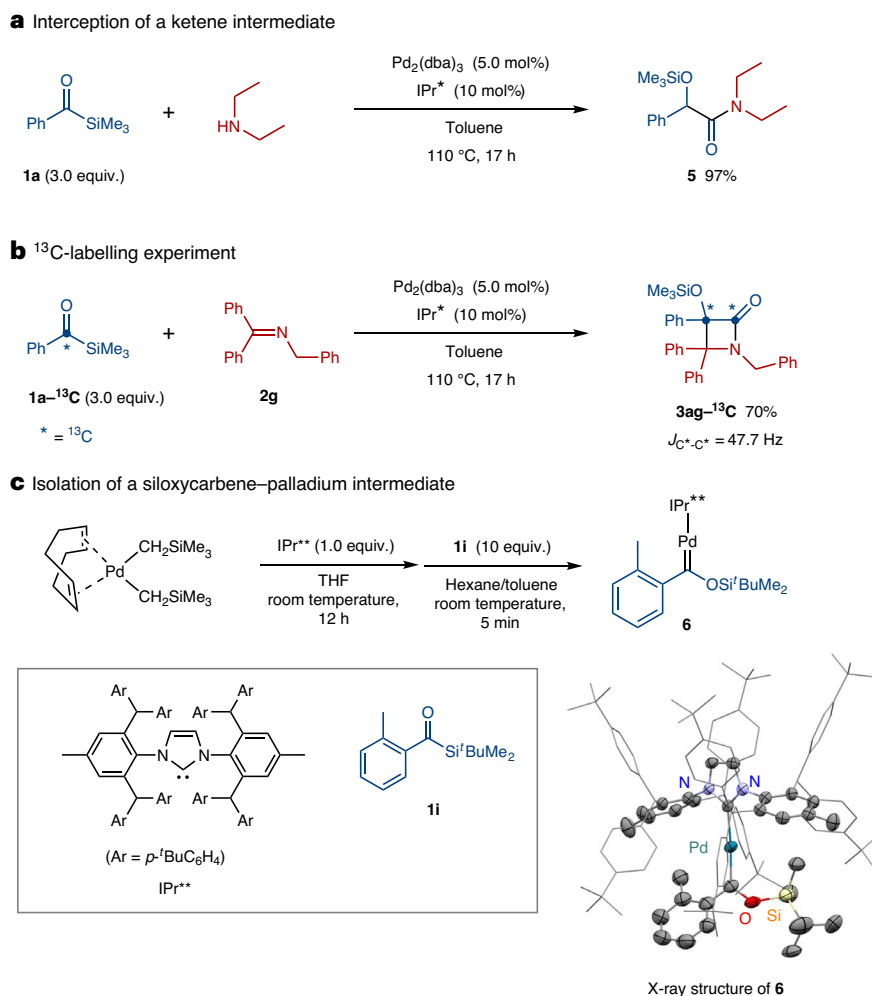 a Interception of a ketene intermediate
O
Ph
SiMe₃
1a (3.0 equiv.)
+
HN
Pd₂(dba)₃ (5.0 mol%)
IPr* (10 mol%)
Toluene
110 °C, 17 h
Me₃SiO
Ph
N
O
5 97%
b ¹³C-labelling experiment
O
Ph
SiMe₃
*
1a–¹³C (3.0 equiv.)
* = ¹³C
+
Ph
N
Ph
Ph
2g
Pd₂(dba)₃ (5.0 mol%)
IPr* (10 mol%)
Toluene
110 °C, 17 h
Me₃SiO
* * O
Ph
Ph N
Ph Ph
3ag–¹³C 70%
J C*-C* = 47.7 Hz
c Isolation of a siloxycarbene–palladium intermediate
Pd
CH₂SiMe₃
CH₂SiMe₃
IPr** (1.0 equiv.)
THF
room temperature,
12 h
1i (10 equiv.)
Hexane/toluene
room temperature,
5 min
IPr**
Pd
OSiᵗBuMe₂
6
Ar Ar
Ar Ar
Ar Ar
N N
Ar Ar
Ar Ar
(Ar = p-ᵗBuC₆H₄)
IPr**
O
SiᵗBuMe₂
1i
N N
Pd
O Si
X-ray structure of 6